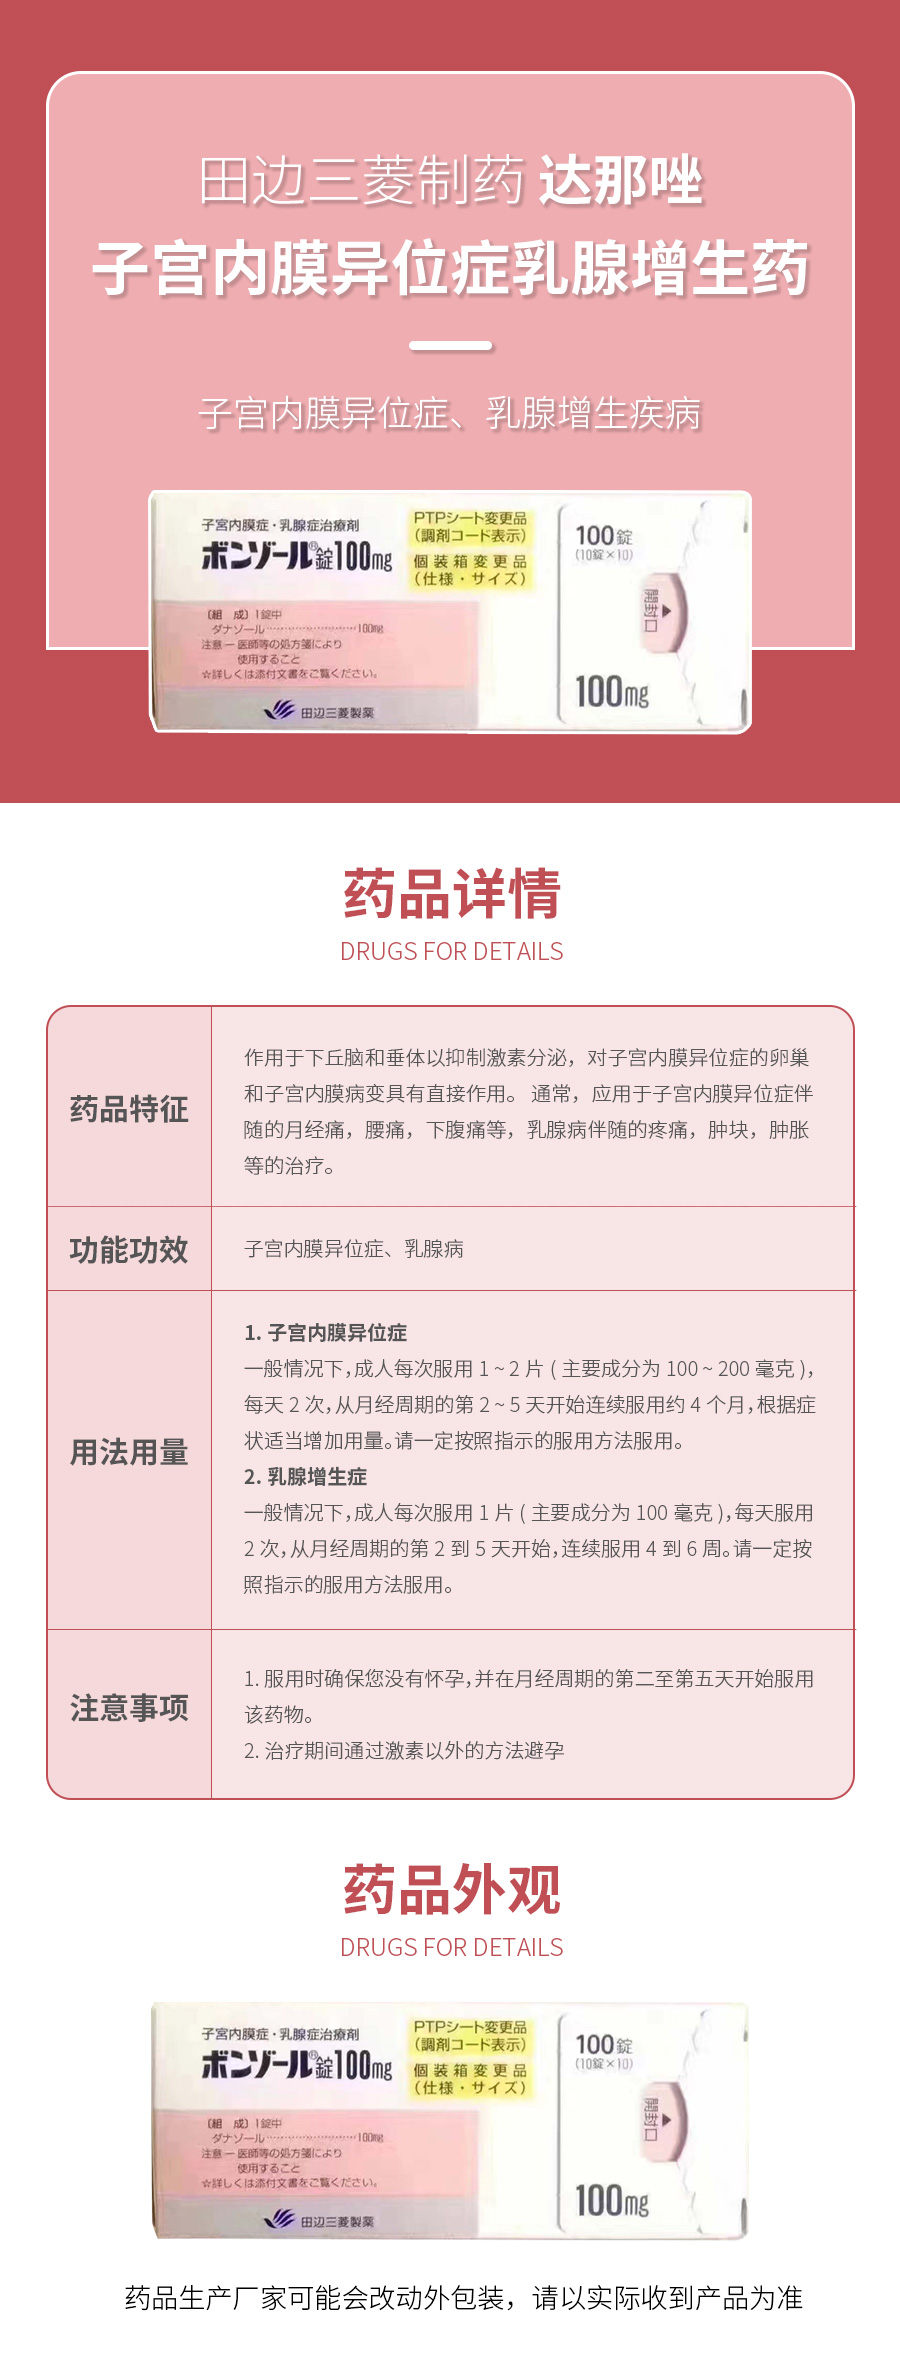 田边三菱制药 达那唑
子宫内膜异位症乳腺增生药
子宫内膜异位症、乳腺增生疾病
子宮内膜症・乳腺症治療剤
ボンゾール®錠100mg
PTPシート変更品
（調剤コード表示）
個装箱変更品
（仕様・サイズ）
〔組 成〕1錠中
ダナゾール…………………100mg
注意－医師等の処方箋により
使用すること
☆詳しくは添付文書をご覧ください。
田辺三菱製薬
100錠
(10錠×10)
開封口
100mg
药品详情
DRUGS FOR DETAILS
药品特征
作用于下丘脑和垂体以抑制激素分泌，对子宫内膜异位症的卵巢
和子宫内膜病变具有直接作用。 通常，应用于子宫内膜异位症伴
随的月经痛，腰痛，下腹痛等，乳腺病伴随的疼痛，肿块，肿胀
等的治疗。
功能功效
子宫内膜异位症、乳腺病
用法用量
1. 子宫内膜异位症
一般情况下，成人每次服用 1 ~ 2 片 ( 主要成分为 100 ~ 200 毫克 )，
每天 2 次，从月经周期的第 2 ~ 5 天开始连续服用约 4 个月，根据症
状适当增加用量。请一定按照指示的服用方法服用。
2. 乳腺增生症
一般情况下，成人每次服用 1 片 ( 主要成分为 100 毫克 )，每天服用
2 次，从月经周期的第 2 到 5 天开始，连续服用 4 到 6 周。请一定按
照指示的服用方法服用。
注意事项
1. 服用时确保您没有怀孕，并在月经周期的第二至第五天开始服用
该药物。
2. 治疗期间通过激素以外的方法避孕
药品外观
DRUGS FOR DETAILS
子宮内膜症・乳腺症治療剤
ボンゾール®錠100mg
PTPシート変更品
（調剤コード表示）
個装箱変更品
（仕様・サイズ）
〔組 成〕1錠中
ダナゾール…………………100mg
注意－医師等の処方箋により
使用すること
☆詳しくは添付文書をご覧ください。
田辺三菱製薬
100錠
(10錠×10)
開封口
100mg
药品生产厂家可能会改动外包装，请以实际收到产品为准